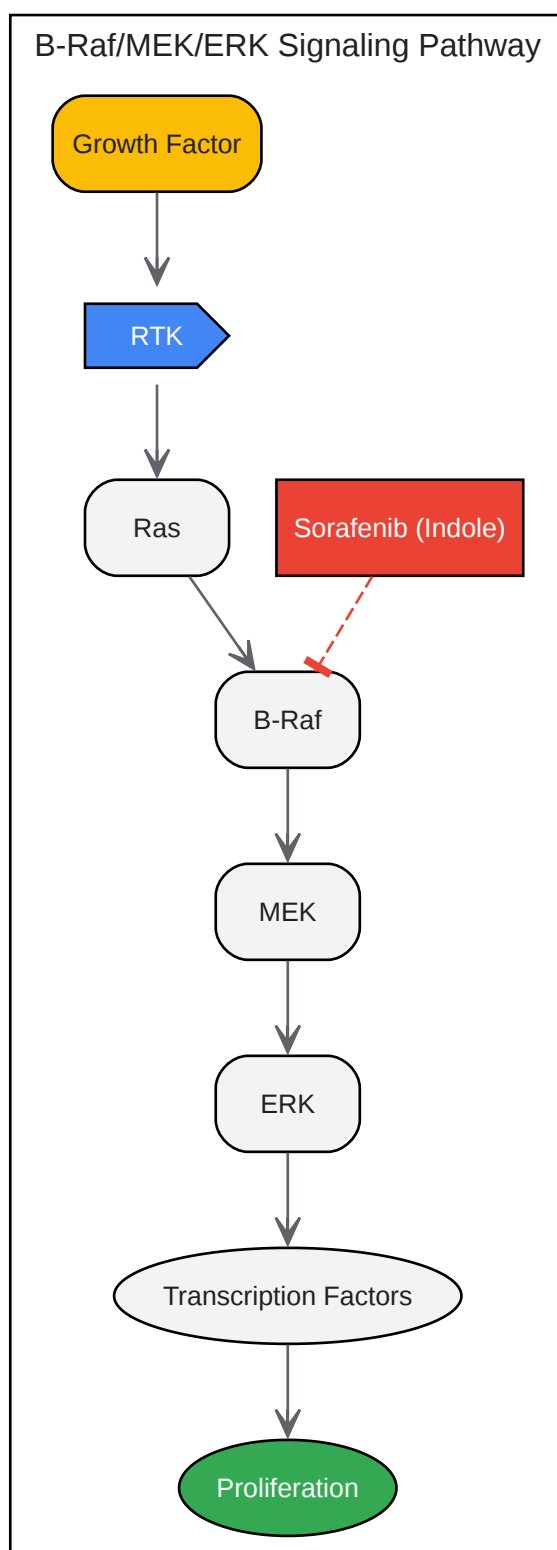 B-Raf/MEK/ERK Signaling Pathway
Growth Factor
RTK
Ras
Sorafenib (Indole)
B-Raf
MEK
ERK
Transcription Factors
Proliferation